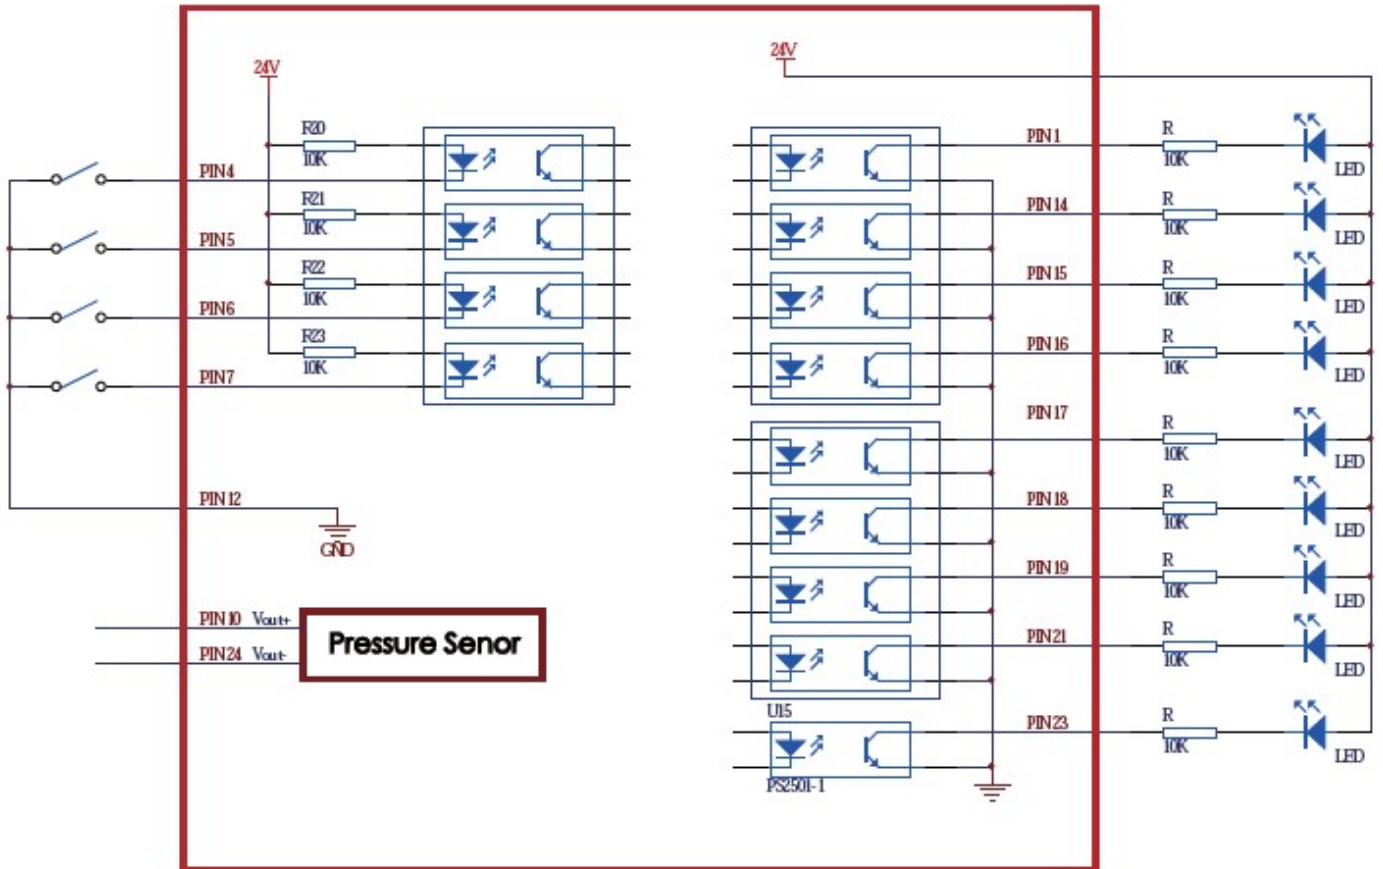 24V
24V
R20
10K
PIN4
R21
10K
PIN5
R22
10K
PIN6
R23
10K
PIN7
PIN12
GND
PIN10 Vout+
PIN24 Vout-
Pressure Senor
U15
PS2501-1
PIN1
R
10K
LED
PIN14
R
10K
LED
PIN15
R
10K
LED
PIN16
R
10K
LED
PIN17
R
10K
LED
PIN18
R
10K
LED
PIN19
R
10K
LED
PIN21
R
10K
LED
PIN23
R
10K
LED